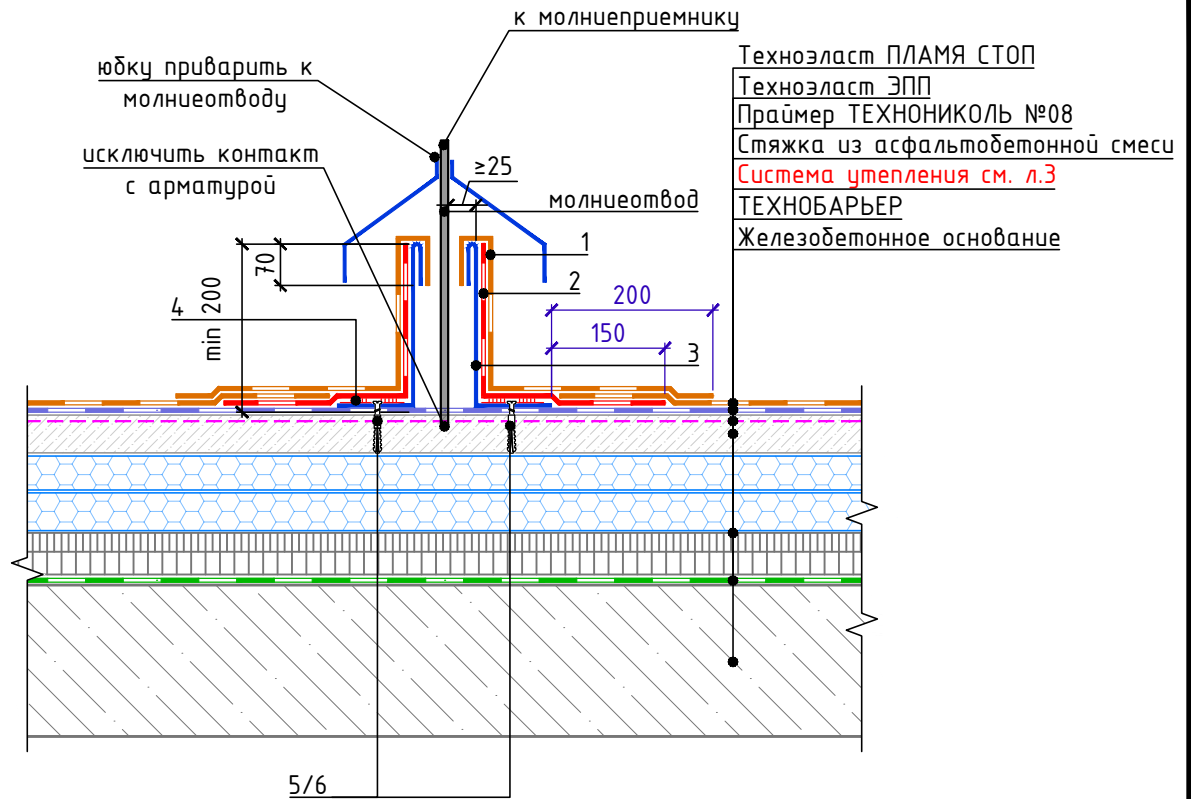 к молниеприемнику
юбку приварить к
молниеотводу
исключить контакт
с арматурой
≥25
молниеотвод
Техноэласт ПЛАМЯ СТОП
Техноэласт ЭПП
Праймер ТЕХНОНИКОЛЬ №08
Стяжка из асфальтобетонной смеси
Система утепления см. л.3
ТЕХНОБАРЬЕР
Железобетонное основание
1
2
3
4
70
min 200
200
150
5/6